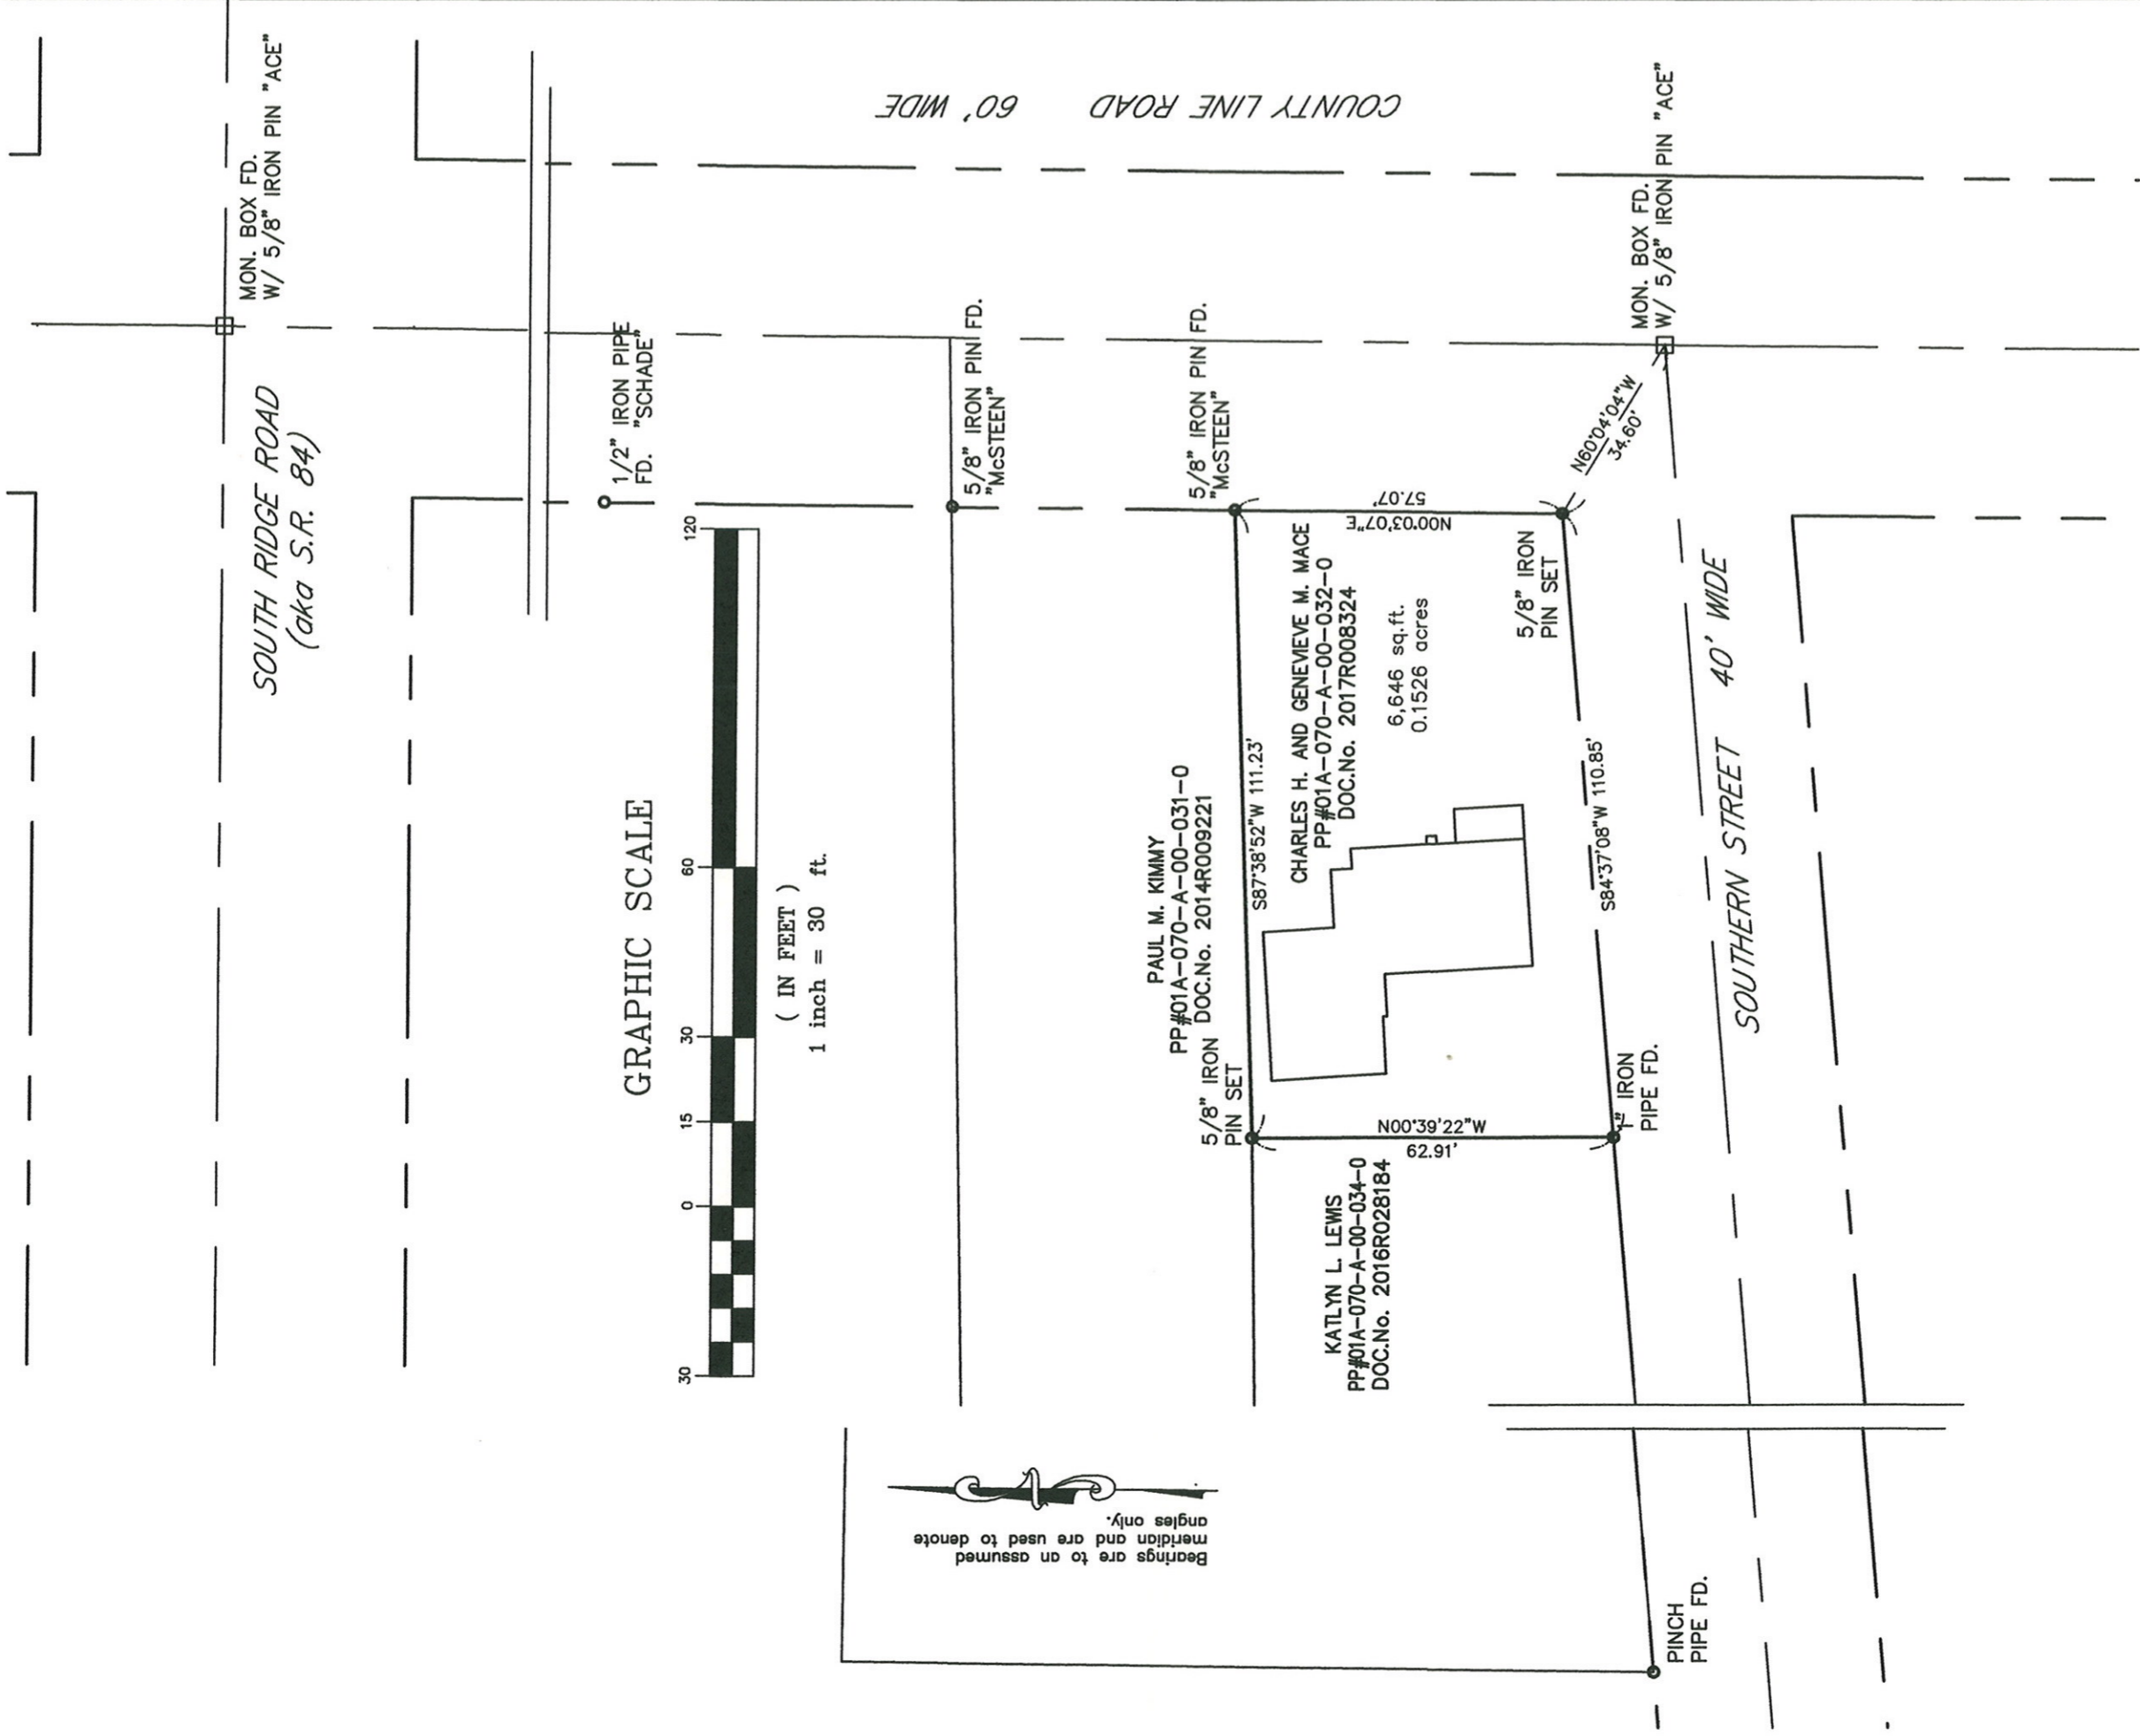 MON. BOX FD.
W/ 5/8" IRON PIN "ACE"
SOUTH RIDGE ROAD
(aka S.R. 84)
COUNTY LINE ROAD 60' WIDE
1/2" IRON PIPE
FD. "SCHADE"
GRAPHIC SCALE
30 0 15 30 60 120
( IN FEET )
1 inch = 30 ft.
5/8" IRON PIN FD.
"McSTEEN"
5/8" IRON PIN FD.
"McSTEEN"
PAUL M. KIMMY
PP#01A-070-A-00-031-0
DOC.No. 2014R009221
5/8" IRON
PIN SET
S87°38'52"W 111.23'
N00°03'07"E
57.07'
CHARLES H. AND GENEVIEVE M. MACE
PP#01A-070-A-00-032-0
DOC.No. 2017R008324
6,646 sq.ft.
0.1526 acres
5/8" IRON
PIN SET
N60°04'04"W
34.60'
MON. BOX FD.
W/ 5/8" IRON PIN "ACE"
N00°39'22"W
62.91'
KATLYN L. LEWIS
PP#01A-070-A-00-034-0
DOC.No. 2016R028184
S84°37'08"W 110.85'
1" IRON
PIPE FD.
SOUTHERN STREET 40' WIDE
N
Bearings are to an assumed
meridian and are used to denote
angles only.
PINCH
PIPE FD.